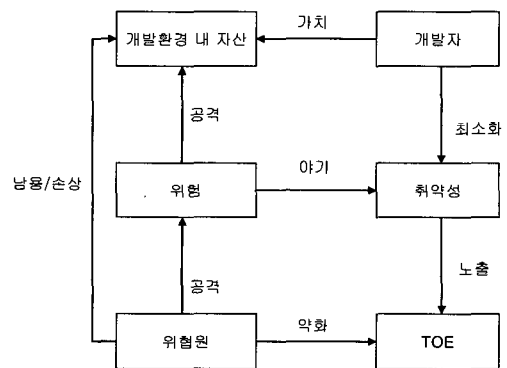 가치
개발환경 내 자산
개발자
공격
최소화
남용/손상
야기
위험
취약성
공격
노출
약화
위협원
TOE